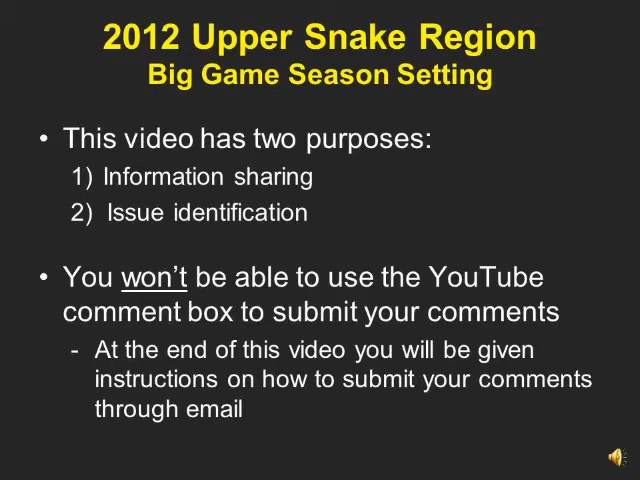 2012 Upper Snake Region
Big Game Season Setting
• This video has two purposes:
1) Information sharing
2) Issue identification
• You won't be able to use the YouTube
comment box to submit your comments
- At the end of this video you will be given
instructions on how to submit your comments
through email